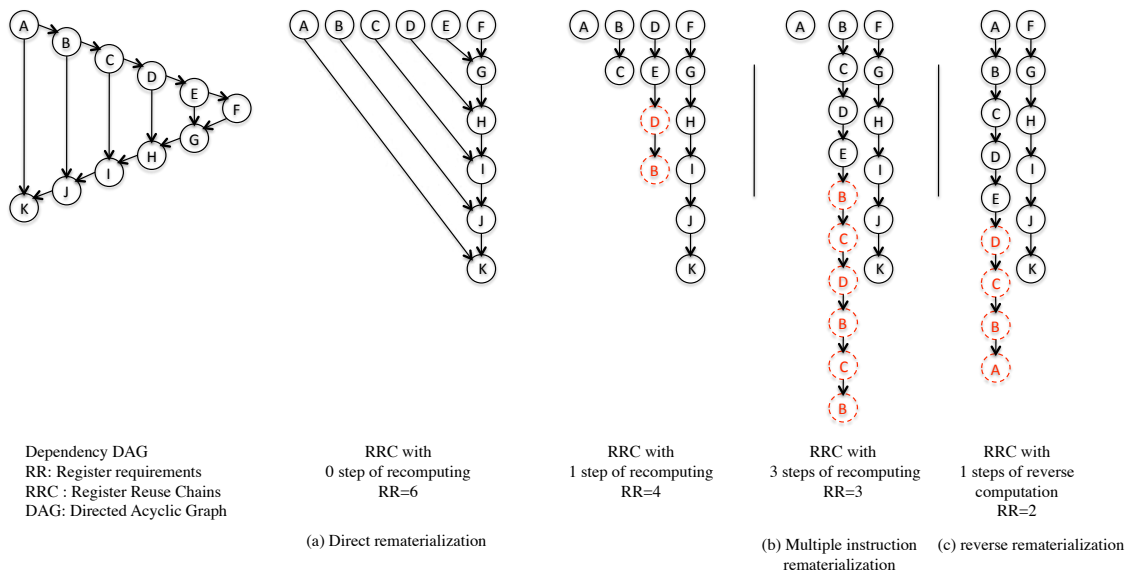 A
B
C
D
E
F
G
H
I
J
K
A B C D E F
G
H
I
J
K
A B D F
C E G
D H
B I
J
K
A B F
C G
D H
E I
B J
C K
D
B
C
B
A F
B G
C H
D I
E J
D K
C
B
A
Dependency DAG
RR: Register requirements
RRC : Register Reuse Chains
DAG: Directed Acyclic Graph
RRC with
0 step of recomputing
RR=6
(a) Direct rematerialization
RRC with
1 step of recomputing
RR=4
RRC with
3 steps of recomputing
RR=3
(b) Multiple instruction
rematerialization
RRC with
1 steps of reverse
computation
RR=2
(c) reverse rematerialization